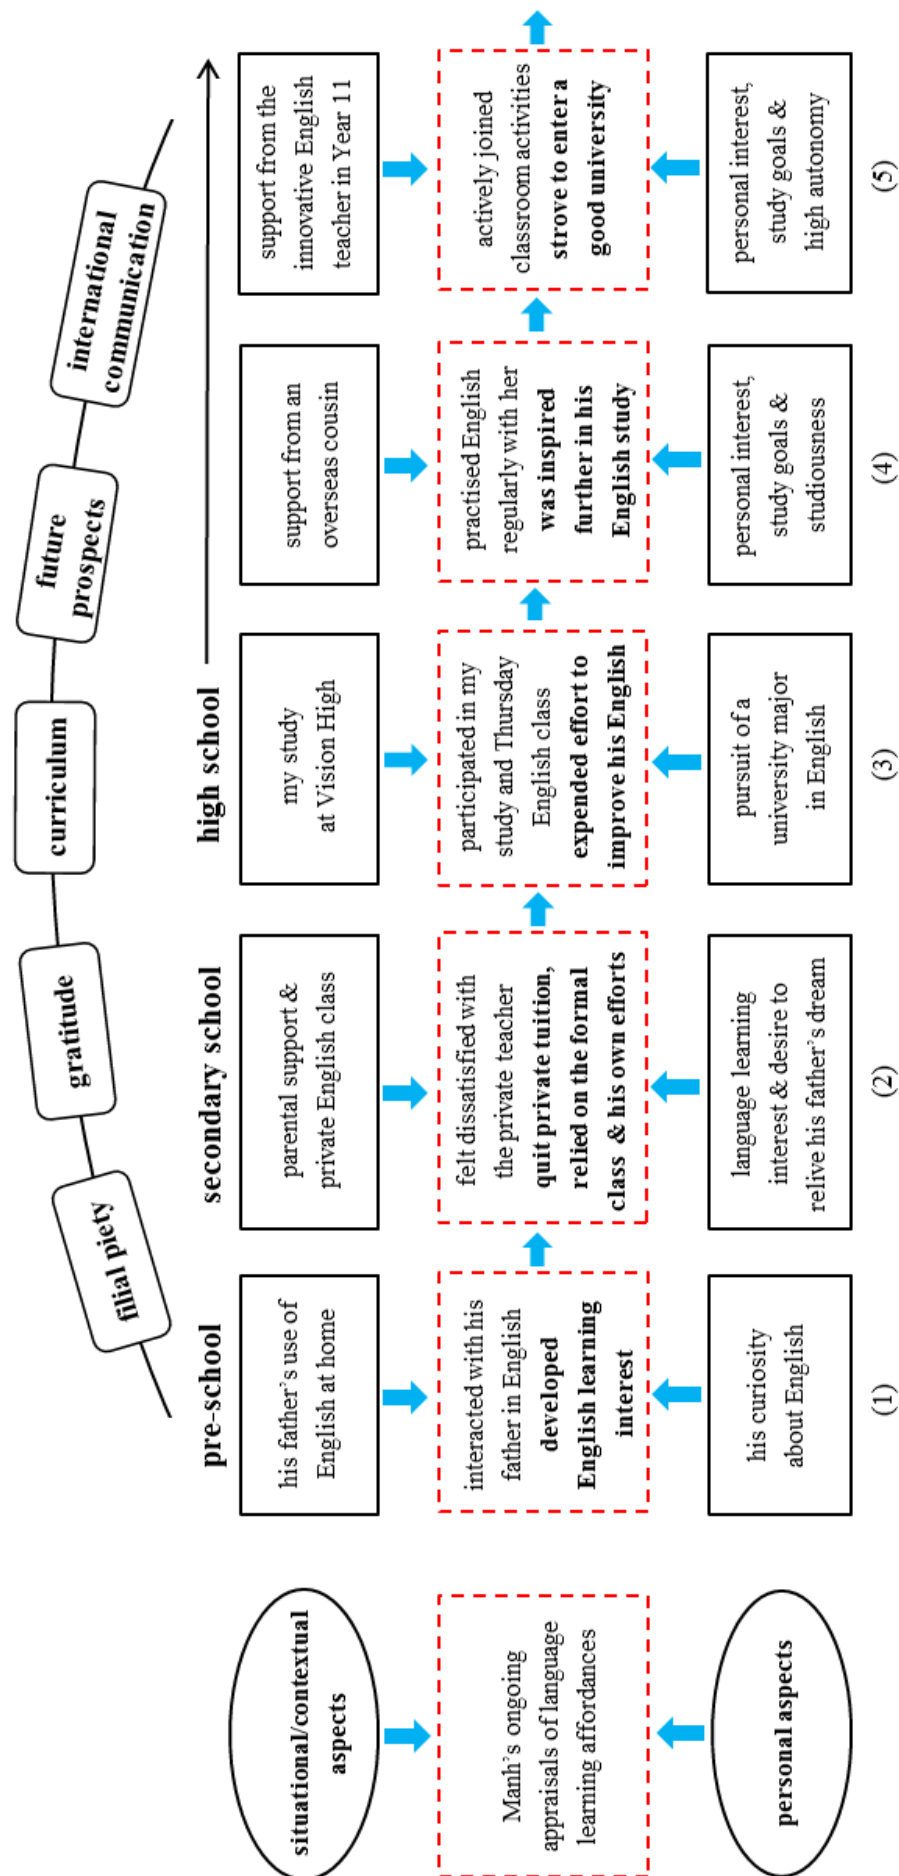 filial piety
gratitude
curriculum
future
prospects
international
communication
pre-school
secondary school
high school
situational/contextual
aspects
his father's use of
English at home
parental support &
private English class
my study
at Vision High
support from an
overseas cousin
support from the
innovative English
teacher in Year 11
Manh's ongoing
appraisals of language
learning affordances
interacted with his
father in English
developed
English learning
interest
felt dissatisfied with
the private teacher
quit private tuition,
relied on the formal
class & his own efforts
participated in my
study and Thursday
English class
expended effort to
improve his English
practised English
regularly with her
was inspired
further in his
English study
actively joined
classroom activities
strove to enter a
good university
personal aspects
his curiosity
about English
language learning
interest & desire to
relive his father's dream
pursuit of a
university major
in English
personal interest,
study goals &
studiousness
personal interest,
study goals &
high autonomy
(1)
(2)
(3)
(4)
(5)